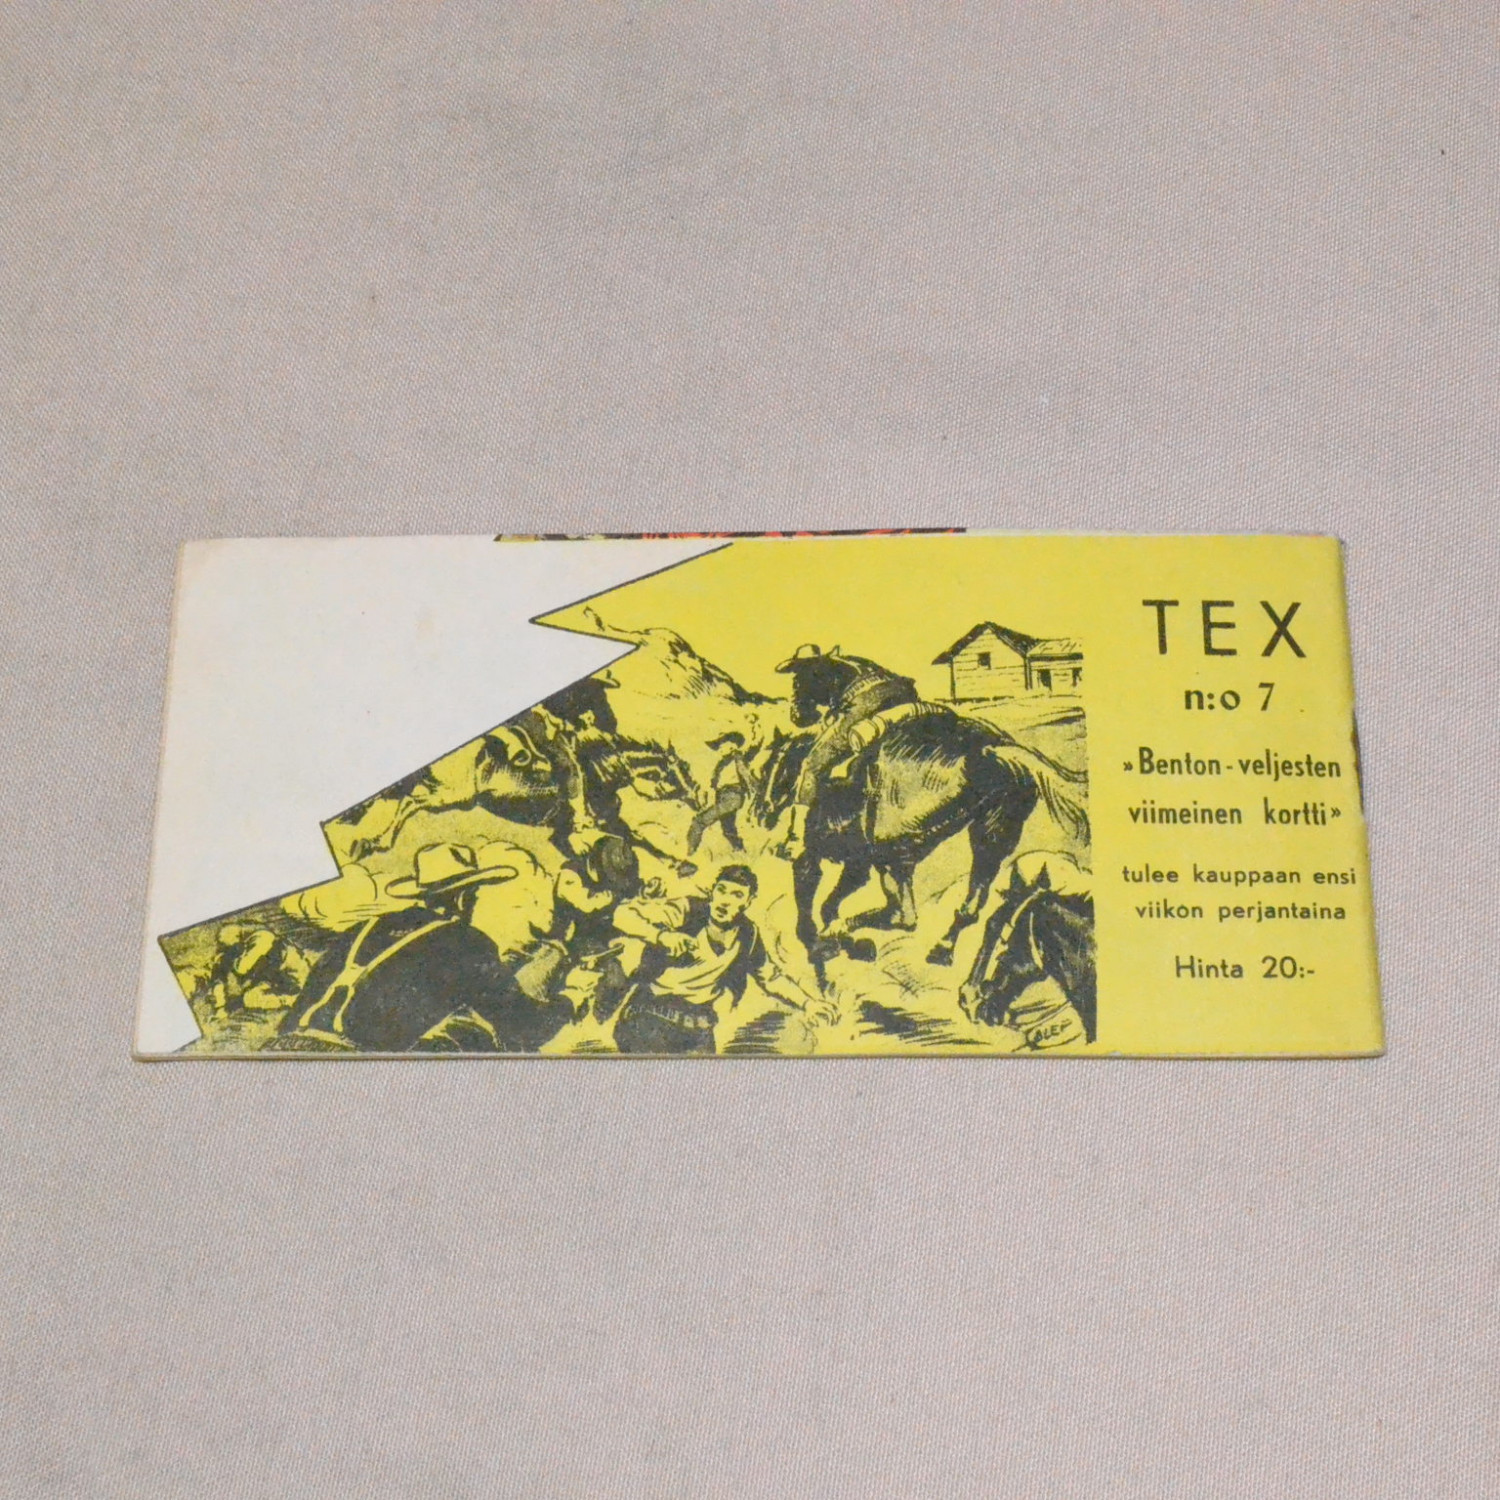 TEX
n:o 7
»Benton-veljesten
viimeinen kortti»
tulee kauppaan ensi
viikon perjantaina
Hinta 20:-